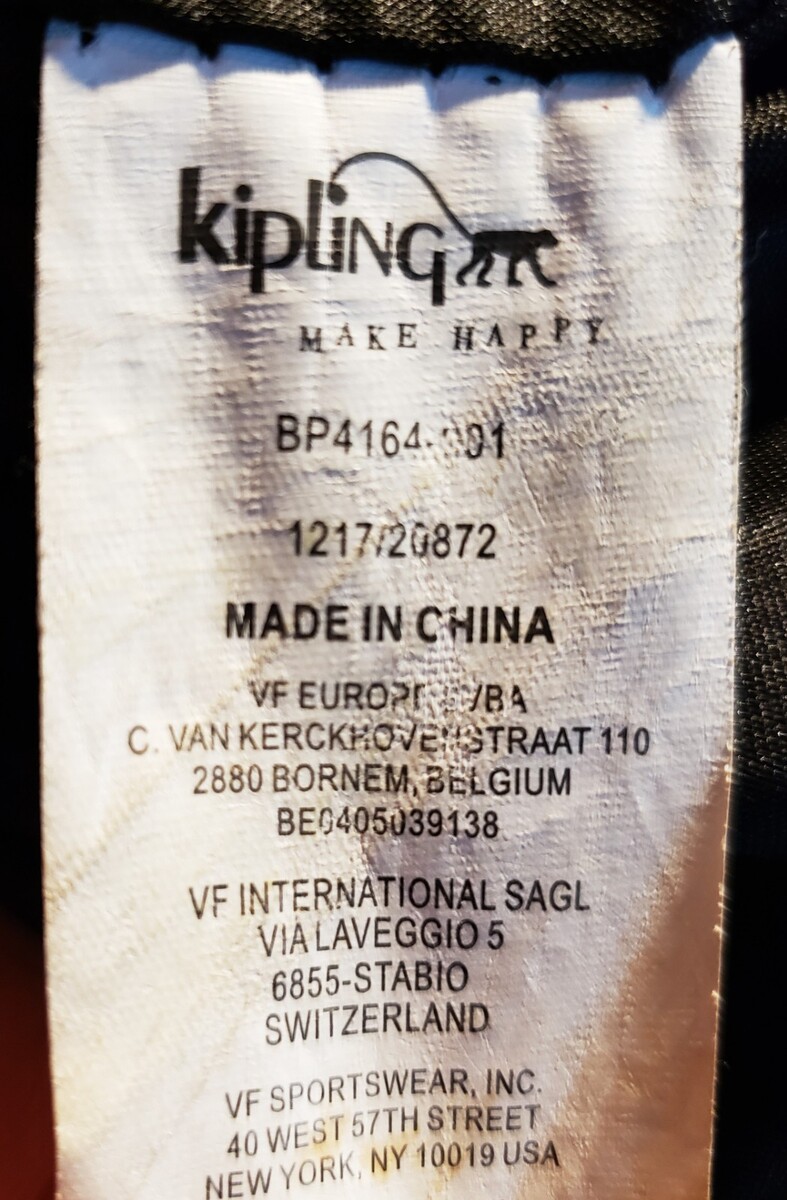 kipling
MAKE HAPPY
1217/20872
MADE IN CHINA
VF
C. VAN KERCKHOVENSTRAAT 110
2880 BORNEM, BELGIUM
BE0405039138
VF INTERNATIONAL SAGL
VIA LAVEGGIO 5
6855-STABIO
SWITZERLAND
VF SPORTSWEAR, INC.
40 WEST 57TH STREET
NEW YORK, NY 10019 USA